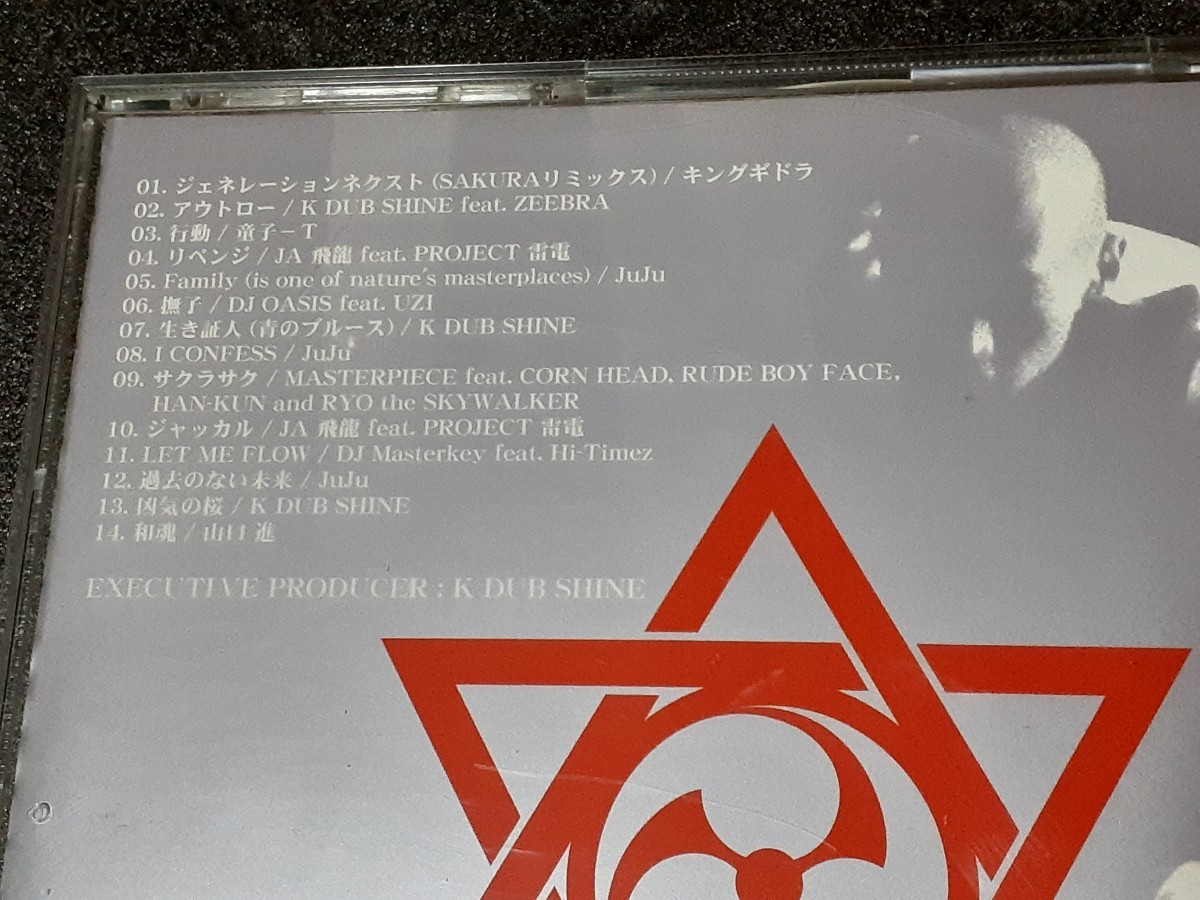 01. ジェネレーションネクスト (SAKURAリミックス) / キングギドラ
02. アウトロー / K DUB SHINE feat. ZEEBRA
03. 行動 / 童子－T
04. リベンジ / JA 飛龍 feat. PROJECT 雷電
05. Family (is one of nature's masterplaces) / JuJu
06. 撫子 / DJ OASIS feat. UZI
07. 生き証人 (青のブルース) / K DUB SHINE
08. I CONFESS / JuJu
09. サクラサク / MASTERPIECE feat. CORN HEAD, RUDE BOY FACE,
HAN-KUN and RYO the SKYWALKER
10. ジャッカル / JA 飛龍 feat. PROJECT 雷電
11. LET ME FLOW / DJ Masterkey feat. Hi-Timez
12. 過去のない未来 / JuJu
13. 凶気の桜 / K DUB SHINE
14. 和魂 / 山口 進
EXECUTIVE PRODUCER : K DUB SHINE